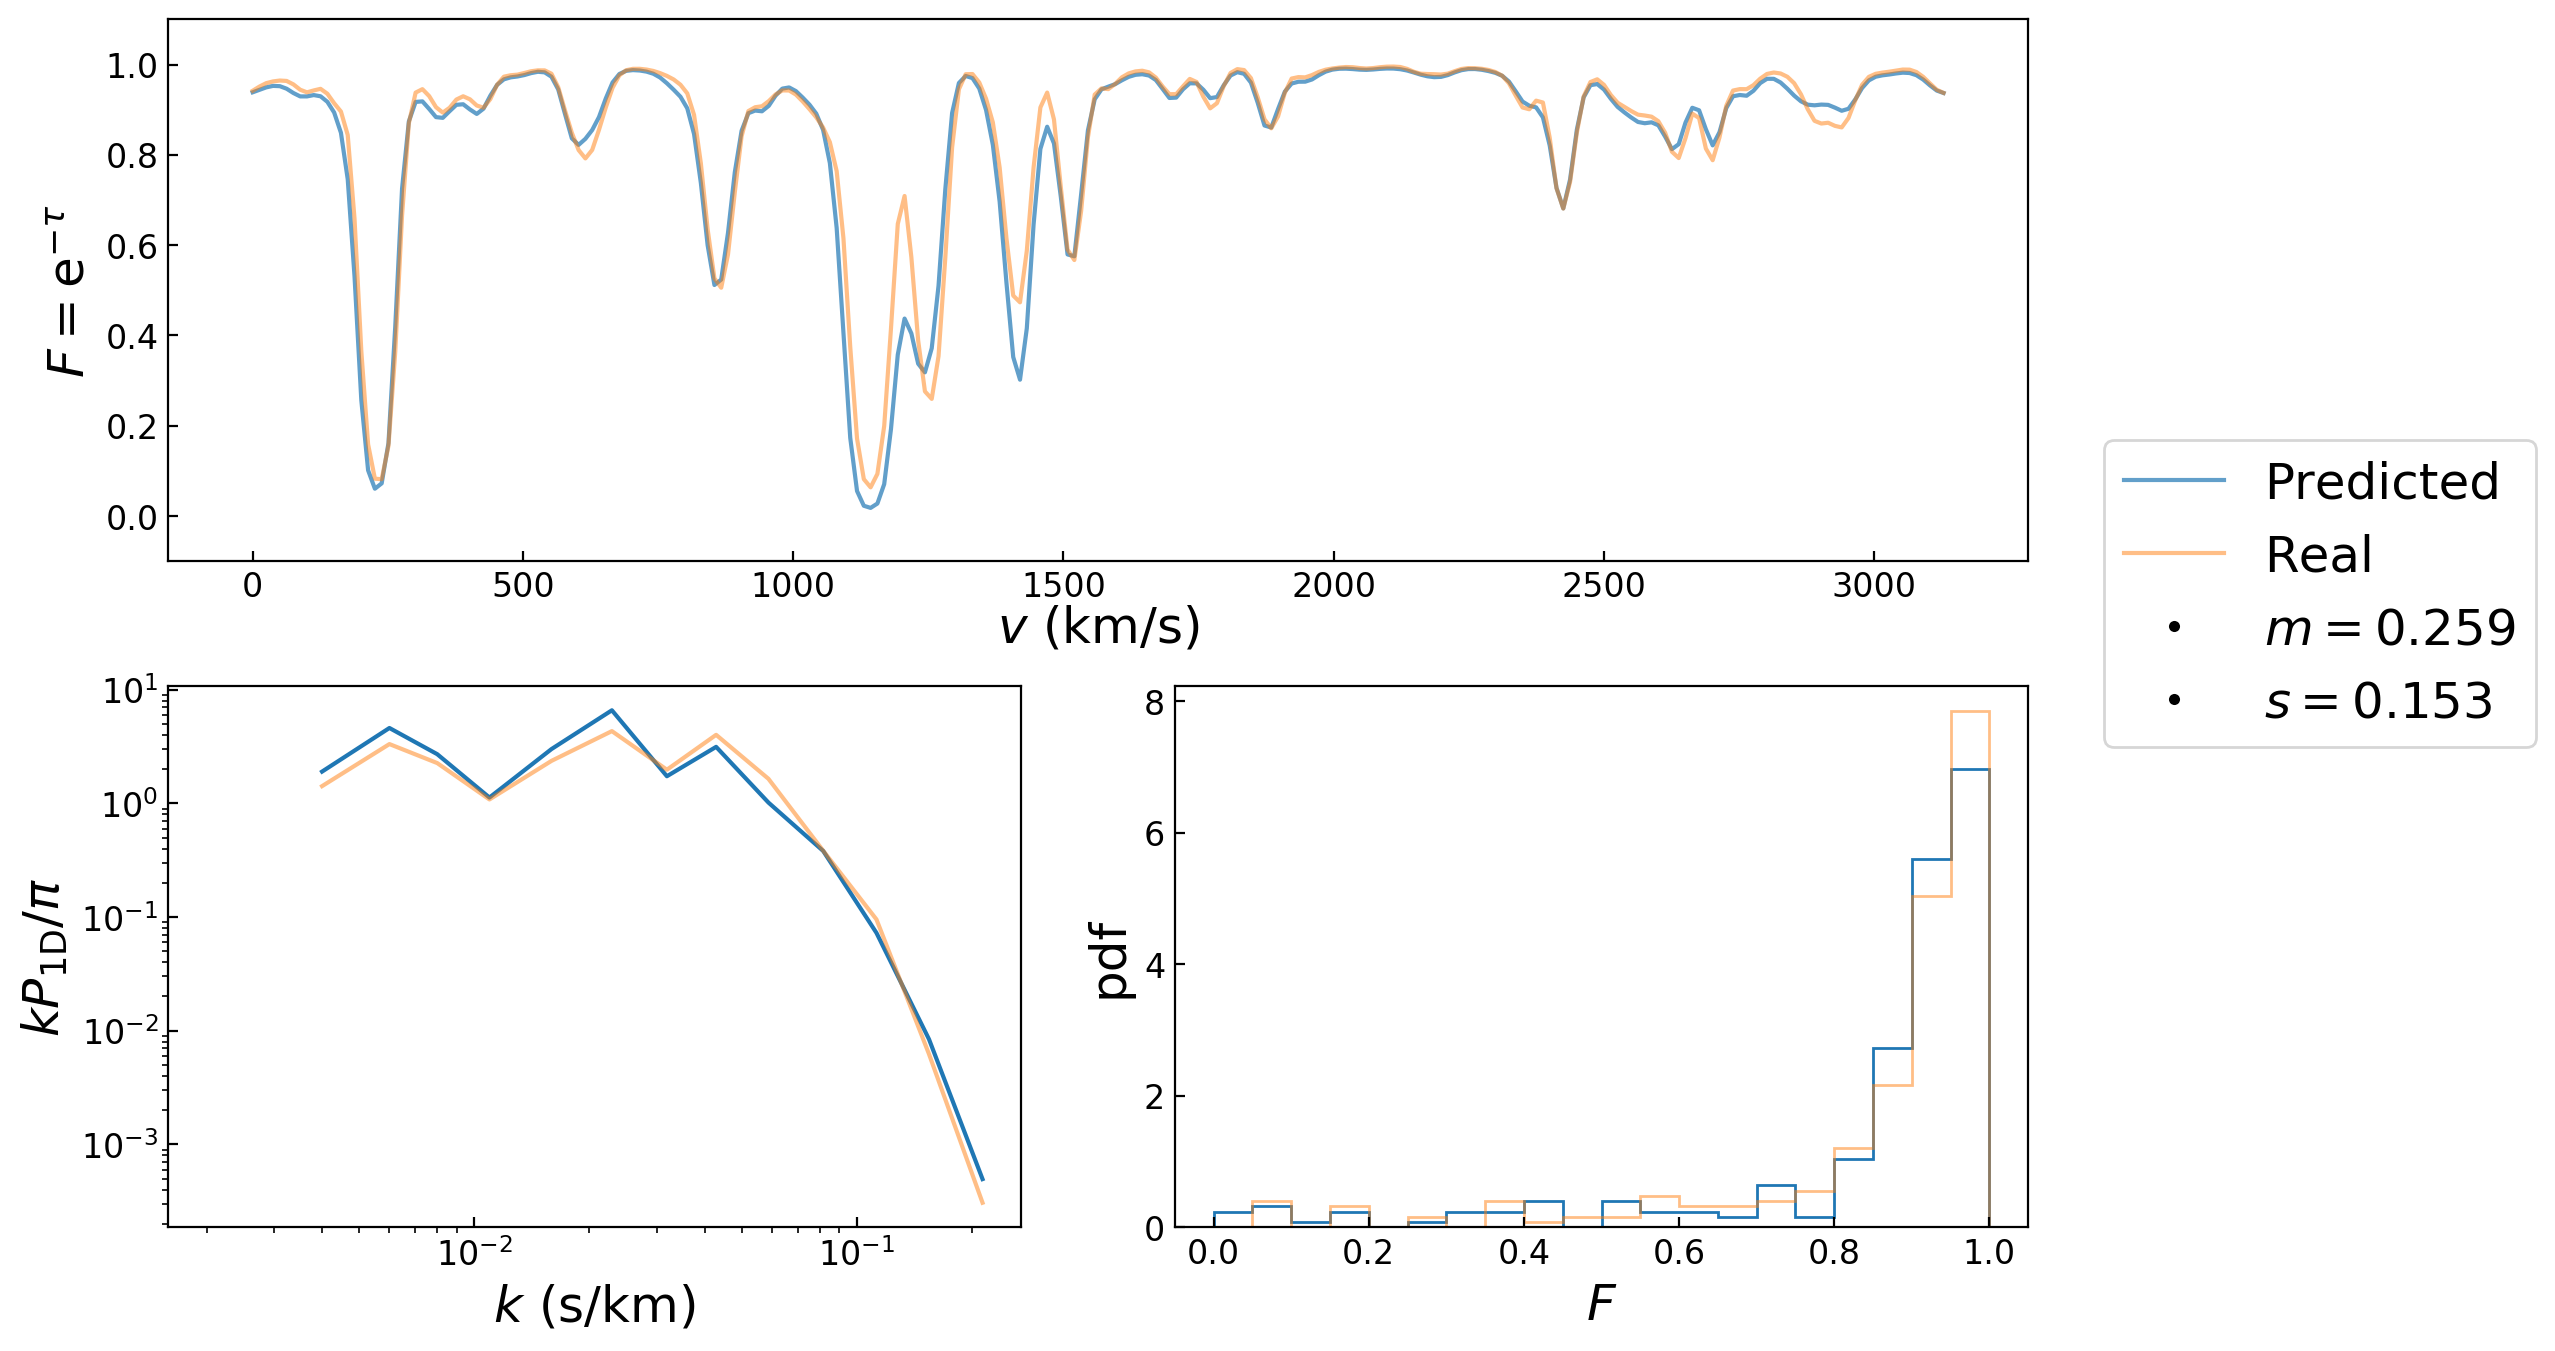 F = e^{−τ}
1.0
0.8
0.6
0.4
0.2
0.0
0 500 1000 1500 2000 2500 3000
v (km/s)
Predicted
Real
m = 0.259
s = 0.153
kP_{1D}/π
10^1
10^0
10^{−1}
10^{−2}
10^{−3}
10^{−2} 10^{−1}
k (s/km)
pdf
8
6
4
2
0
0.0 0.2 0.4 0.6 0.8 1.0
F